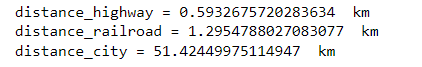 distance_highway = 0.5932675720283634  km
distance_railroad = 1.2954788027083077  km
distance_city = 51.42449975114947  km